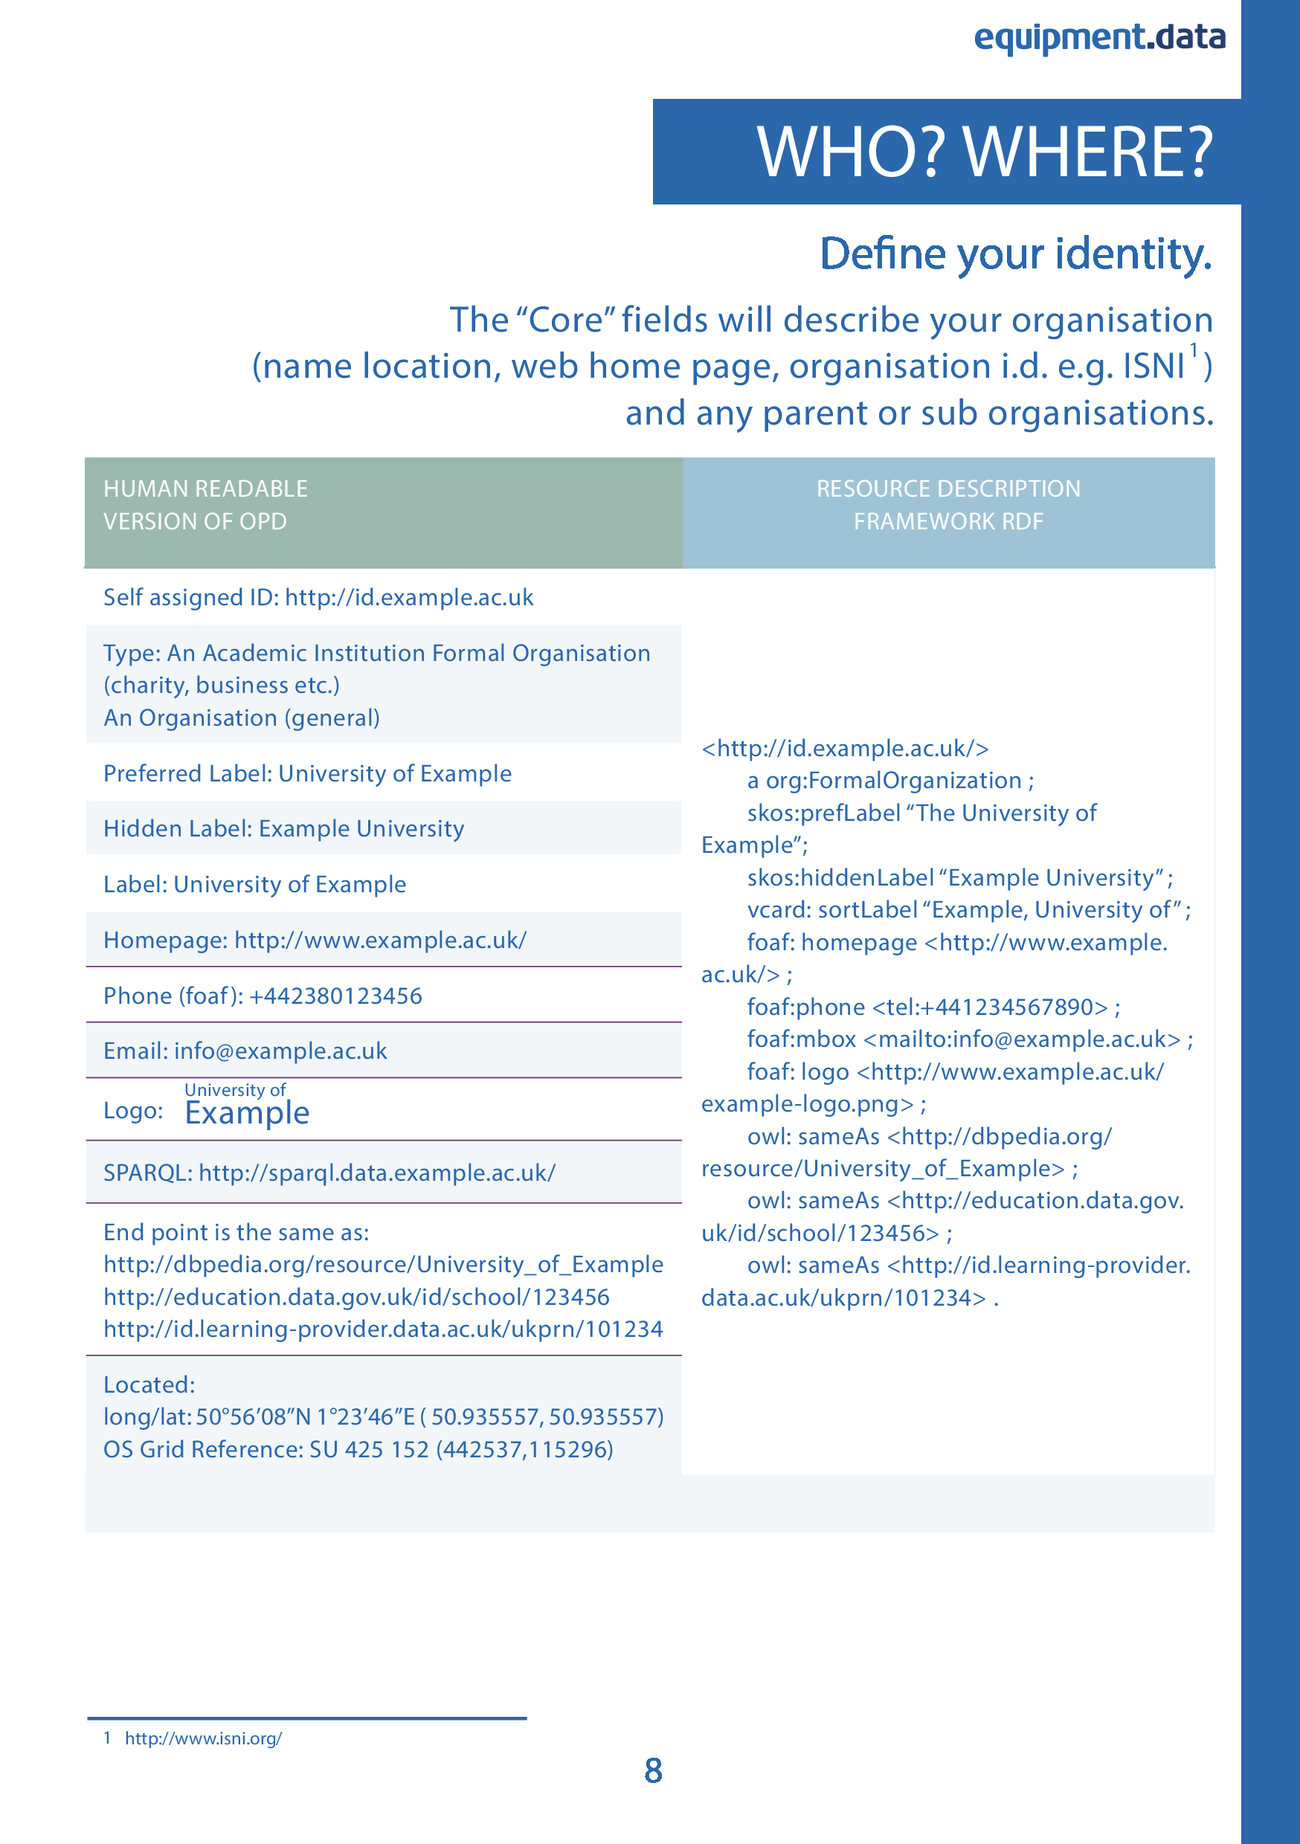 equipment.data
WHO? WHERE?
Define your identity.
The “Core” fields will describe your organisation
(name location, web home page, organisation i.d. e.g. ISNI1)
and any parent or sub organisations.
HUMAN READABLE
VERSION OF OPD
RESOURCE DESCRIPTION
FRAMEWORK RDF
Self assigned ID: http://id.example.ac.uk
Type: An Academic Institution Formal Organisation
(charity, business etc.)
An Organisation (general)
Preferred Label: University of Example
Hidden Label: Example University
Label: University of Example
Homepage: http://www.example.ac.uk/
Phone (foaf): +442380123456
Email: info@example.ac.uk
Logo: University of
Example
SPARQL: http://sparql.data.example.ac.uk/
End point is the same as:
http://dbpedia.org/resource/University_of_Example
http://education.data.gov.uk/id/school/123456
http://id.learning-provider.data.ac.uk/ukprn/101234
Located:
long/lat: 50°56’08”N 1°23’46”E ( 50.935557, 50.935557)
OS Grid Reference: SU 425 152 (442537,115296)
<http://id.example.ac.uk/>
a org:FormalOrganization ;
skos:prefLabel “The University of
Example”;
skos:hiddenLabel “Example University” ;
vcard: sortLabel “Example, University of” ;
foaf: homepage <http://www.example.
ac.uk/> ;
foaf:phone <tel:+441234567890> ;
foaf:mbox <mailto:info@example.ac.uk> ;
foaf: logo <http://www.example.ac.uk/
example-logo.png> ;
owl: sameAs <http://dbpedia.org/
resource/University_of_Example> ;
owl: sameAs <http://education.data.gov.
uk/id/school/123456> ;
owl: sameAs <http://id.learning-provider.
data.ac.uk/ukprn/101234> .
1 http://www.isni.org/
8